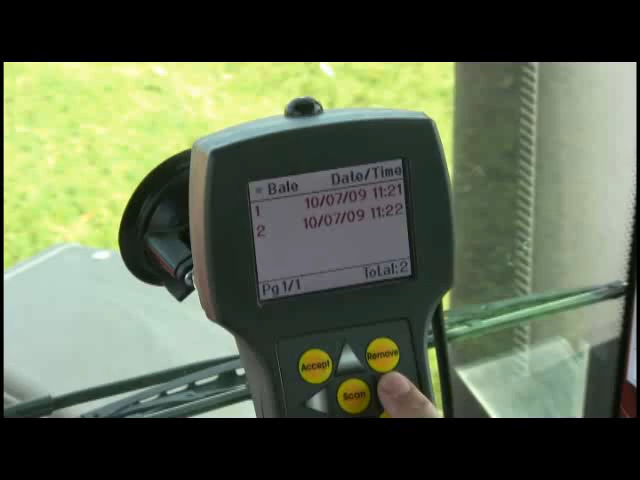 * Bale Date/Time
1 10/07/09 11:21
2 10/07/09 11:22
Pg 1/1 Total:2
Accept Remove
Scan